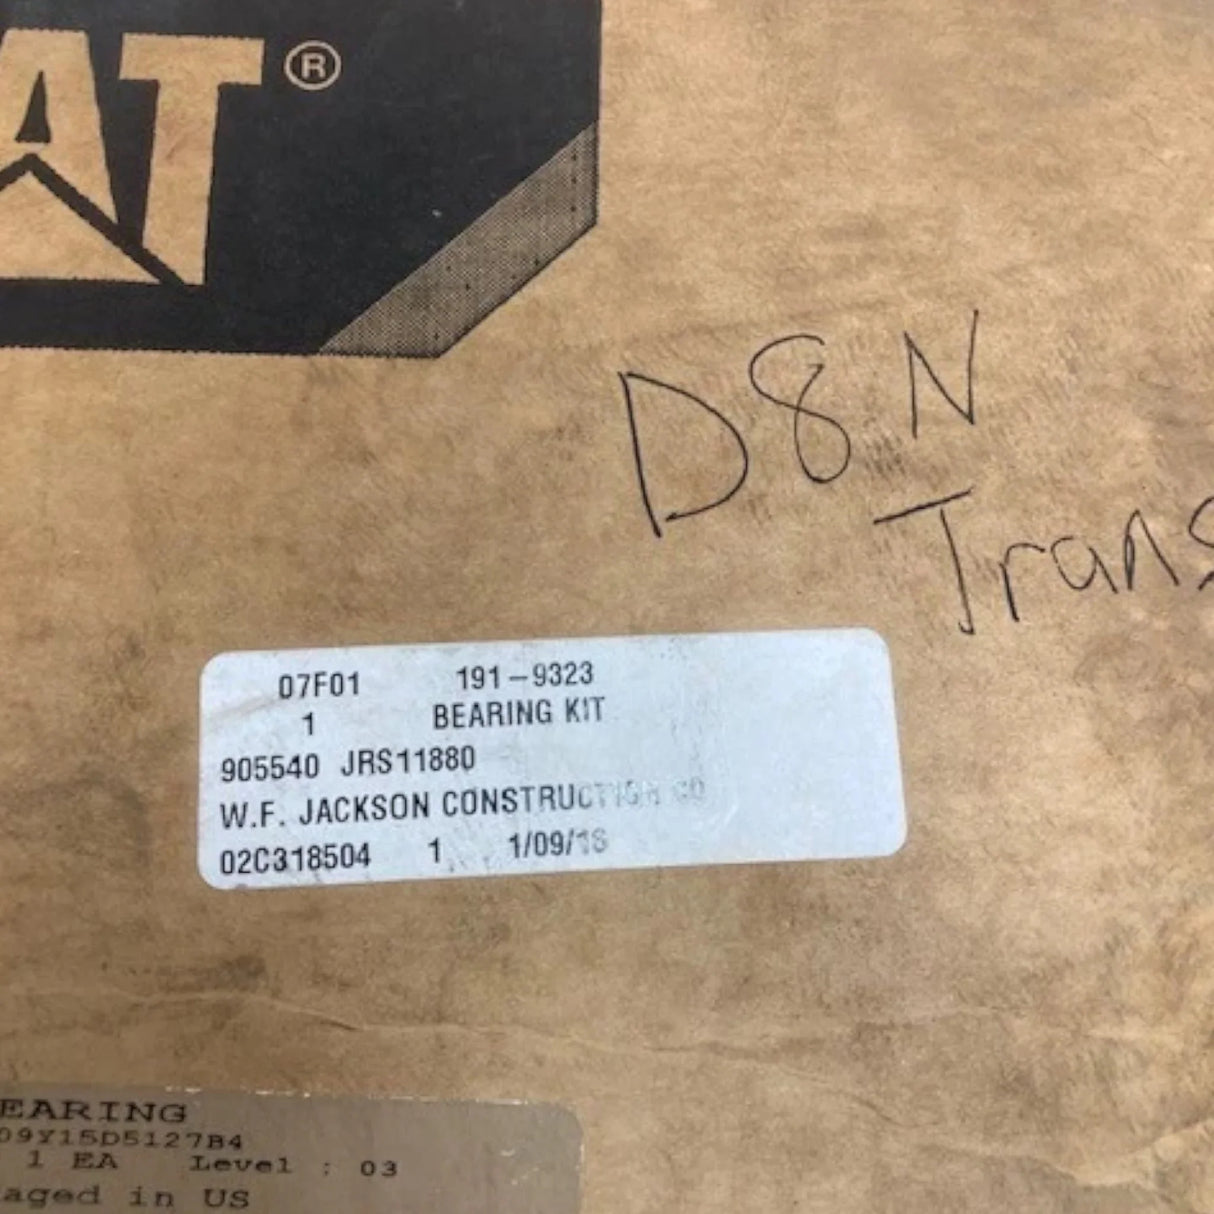 AT®
D8N
Trans
07F01 191-9323
1 BEARING KIT
905540 JRS11880
W.F. JACKSON CONSTRUCTION CO
02C318504 1 1/09/
EARING
09Y15D5127B4
1 EA Level : 03
aged in US